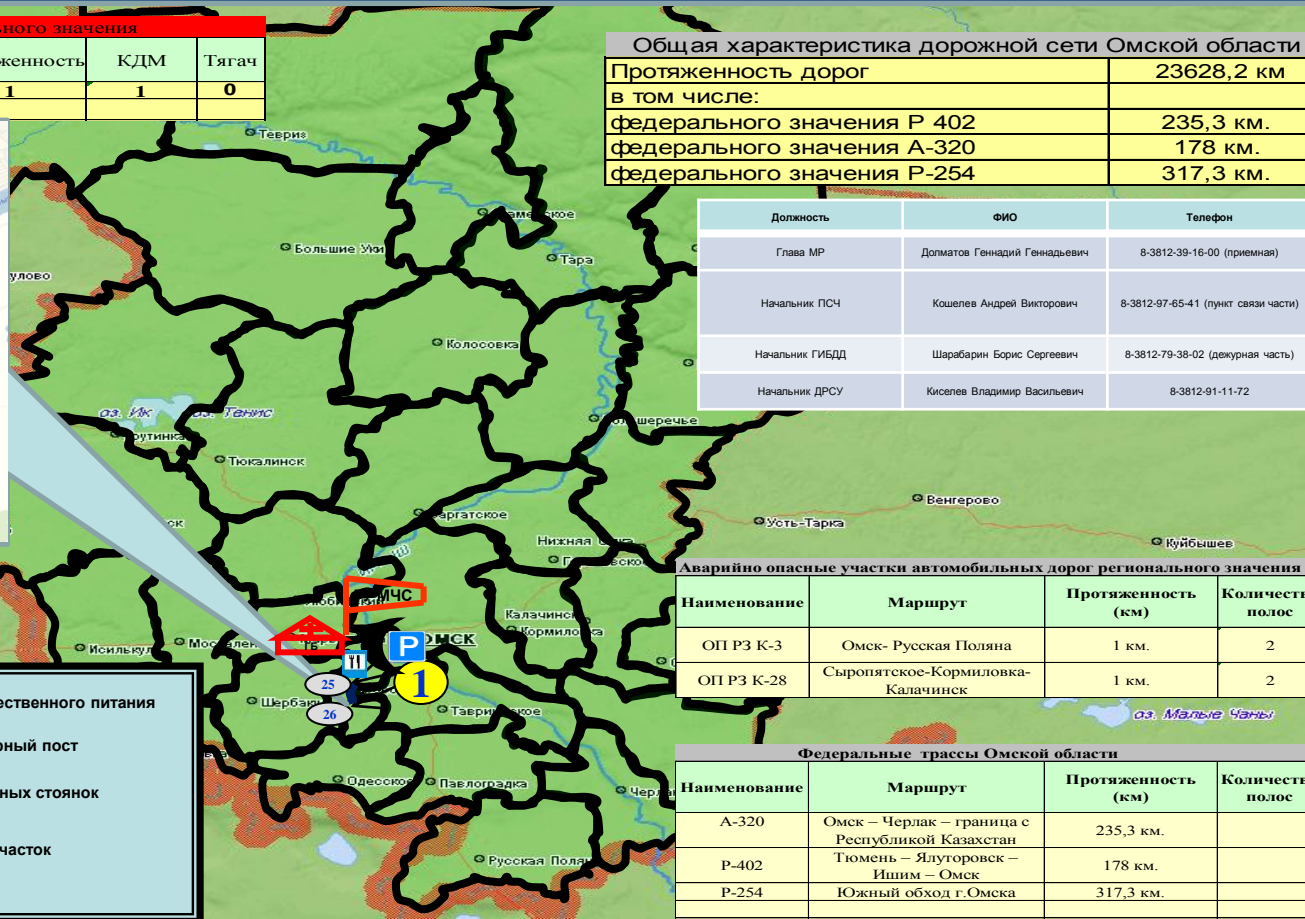 ного значения
женность КДМ Тягач
1 1 0
Общая характеристика дорожной сети Омской области
Протяженность дорог 23628,2 км
в том числе:
федерального значения Р 402 235,3 км.
федерального значения А-320 178 км.
федерального значения Р-254 317,3 км.
Должность ФИО Телефон
Глава МР Долматов Геннадий Геннадьевич 8-3812-39-16-00 (приемная)
Начальник ПСЧ Кошелев Андрей Викторович 8-3812-97-65-41 (пункт связи части)
Начальник ГИБДД Шарабарин Борис Сергеевич 8-3812-79-38-02 (дежурная часть)
Начальник ДРСУ Киселев Владимир Васильевич 8-3812-91-11-72
Тевриз
Большие Уки
Тара
улово
Колосовка
оз. Ик оз. Тенис
Тюкалинск
Венгерово
Усть-Тарка
Куйбышев
Нижняя
МЧС
Калачинск
Кормиловка
Исилькуль
P
25
1
26
Одесское
Павлоградка
Русская Поляна
оз. Малые Чаны
Аварийно опасные участки автомобильных дорог регионального значения
Наименование Маршрут Протяженность (км) Количеств полос
ОП РЗ К-3 Омск- Русская Поляна 1 км. 2
ОП РЗ К-28 Сыропятское-Кормиловка-
Калачинск 1 км. 2
Федеральные трассы Омской области
Наименование Маршрут Протяженность (км) Количеств полос
А-320 Омск – Черлак – граница с
Республикой Казахстан 235,3 км.
Р-402 Тюмень – Ялуторовск –
Ишим – Омск 178 км.
Р-254 Южный обход г.Омска 317,3 км.
ественного питания
рный пост
ных стоянок
часток